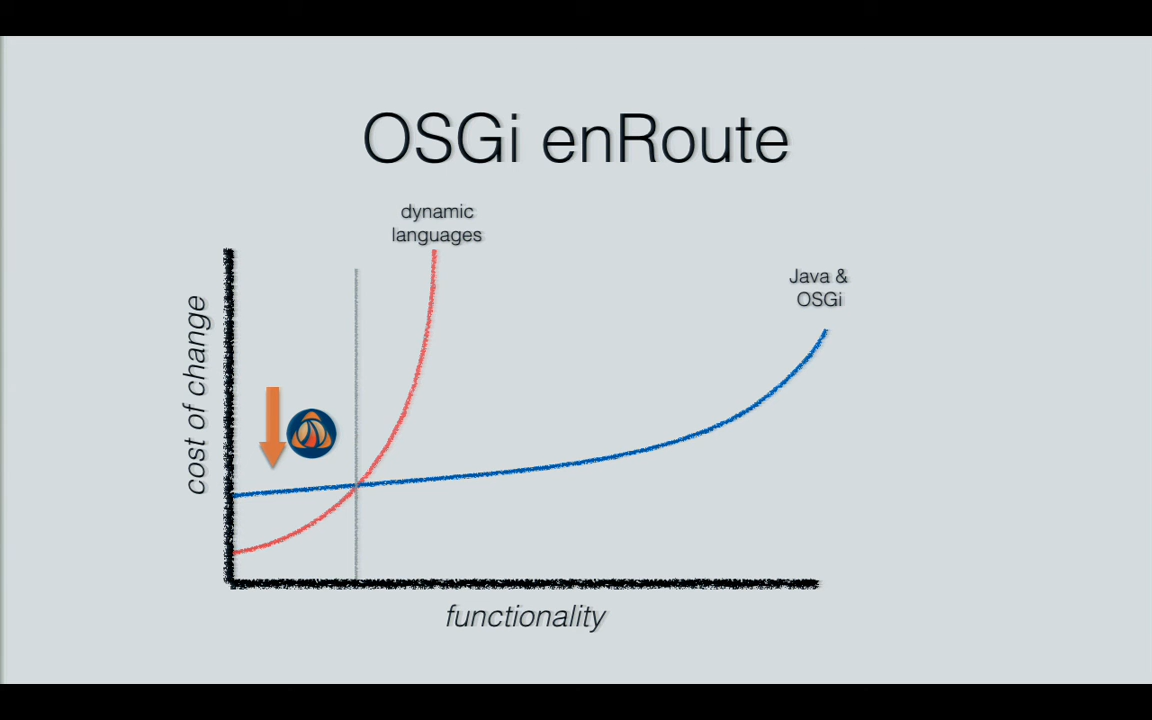 OSGi enRoute
dynamic
languages
Java &
OSGi
cost of change
functionality